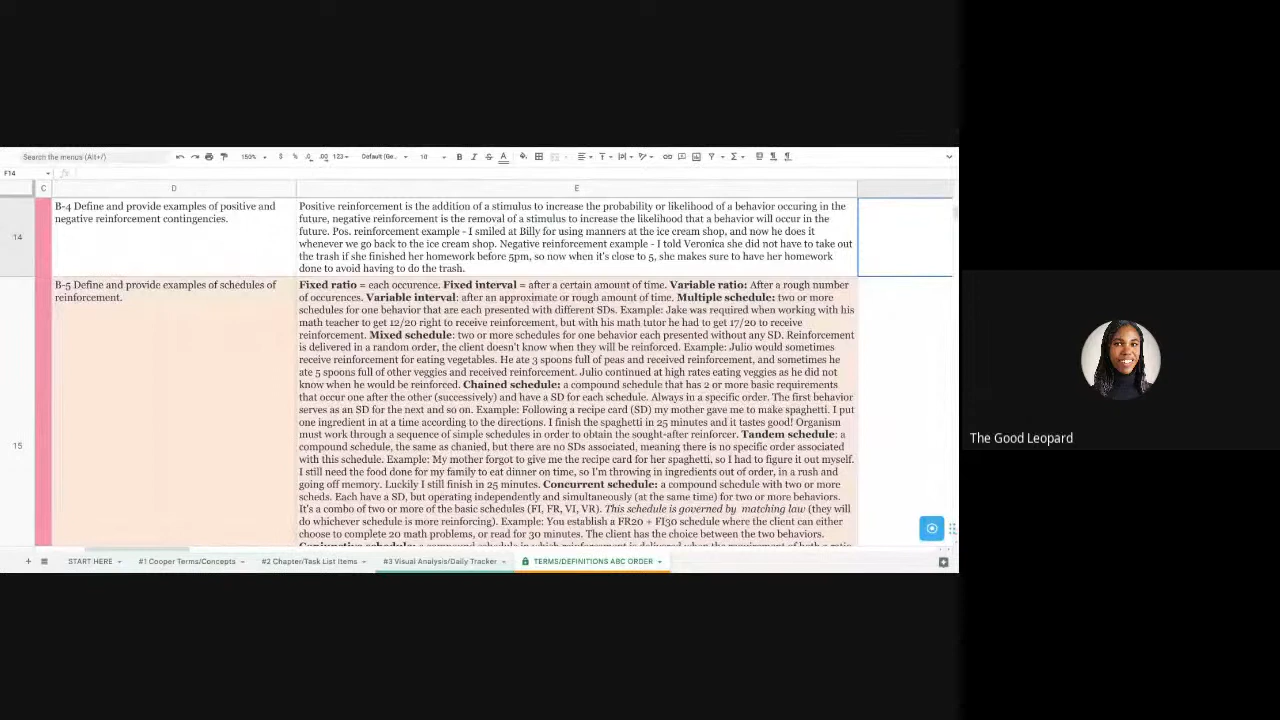 Search the menus (Alt+/)
150%
$
%
.0
.00
123
Default (Ge...
10
B
I
S
A
F14
fx
C
D
E
14
B-4 Define and provide examples of positive and
negative reinforcement contingencies.
Positive reinforcement is the addition of a stimulus to increase the probability or likelihood of a behavior occuring in the
future, negative reinforcement is the removal of a stimulus to increase the likelihood that a behavior will occur in the
future. Pos. reinforcement example - I smiled at Billy for using manners at the ice cream shop, and now he does it
whenever we go back to the ice cream shop. Negative reinforcement example - I told Veronica she did not have to take out
the trash if she finished her homework before 5pm, so now when it's close to 5, she makes sure to have her homework
done to avoid having to do the trash.
15
B-5 Define and provide examples of schedules of
reinforcement.
Fixed ratio = each occurence. Fixed interval = after a certain amount of time. Variable ratio: After a rough number
of occurences. Variable interval: after an approximate or rough amount of time. Multiple schedule: two or more
schedules for one behavior that are each presented with different SDs. Example: Jake was required when working with his
math teacher to get 12/20 right to receive reinforcement, but with his math tutor he had to get 17/20 to receive
reinforcement. Mixed schedule: two or more schedules for one behavior each presented without any SD. Reinforcement
is delivered in a random order, the client doesn't know when they will be reinforced. Example: Julio would sometimes
receive reinforcement for eating vegetables. He ate 3 spoons full of peas and received reinforcement, and sometimes he
ate 5 spoons full of other veggies and received reinforcement. Julio continued at high rates eating veggies as he did not
know when he would be reinforced. Chained schedule: a compound schedule that has 2 or more basic requirements
that occur one after the other (successively) and have a SD for each schedule. Always in a specific order. The first behavior
serves as an SD for the next and so on. Example: Following a recipe card (SD) my mother gave me to make spaghetti. I put
one ingredient in at a time according to the directions. I finish the spaghetti in 25 minutes and it tastes good! Organism
must work through a sequence of simple schedules in order to obtain the sought-after reinforcer. Tandem schedule: a
compound schedule, the same as chanied, but there are no SDs associated, meaning there is no specific order associated
with this schedule. Example: My mother forgot to give me the recipe card for her spaghetti, so I had to figure it out myself.
I still need the food done for my family to eat dinner on time, so I'm throwing in ingredients out of order, in a rush and
going off memory. Luckily I still finish in 25 minutes. Concurrent schedule: a compound schedule with two or more
scheds. Each have a SD, but operating independently and simultaneously (at the same time) for two or more behaviors.
It's a combo of two or more of the basic schedules (FI, FR, VI, VR). This schedule is governed by matching law (they will
do whichever schedule is more reinforcing). Example: You establish a FR20 + FI30 schedule where the client can either
choose to complete 20 math problems, or read for 30 minutes. The client has the choice between the two behaviors.
START HERE
#1 Cooper Terms/Concepts
#2 Chapter/Task List Items
#3 Visual Analysis/Daily Tracker
TERMS/DEFINITIONS ABC ORDER
The Good Leopard